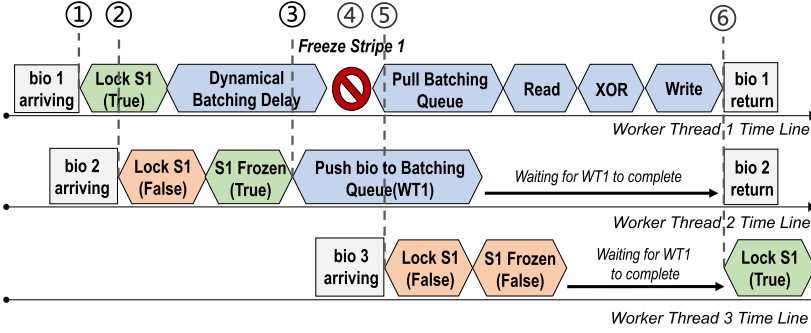 ① ② ③ ④ ⑤ ⑥
Freeze Stripe 1
bio 1
arriving
Lock S1
(True)
Dynamical
Batching Delay
Pull Batching
Queue
Read
XOR
Write
bio 1
return
Worker Thread 1 Time Line
bio 2
arriving
Lock S1
(False)
S1 Frozen
(True)
Push bio to Batching
Queue(WT1)
Waiting for WT1 to complete
bio 2
return
Worker Thread 2 Time Line
bio 3
arriving
Lock S1
(False)
S1 Frozen
(False)
Waiting for WT1
to complete
Lock S1
(True)
Worker Thread 3 Time Line